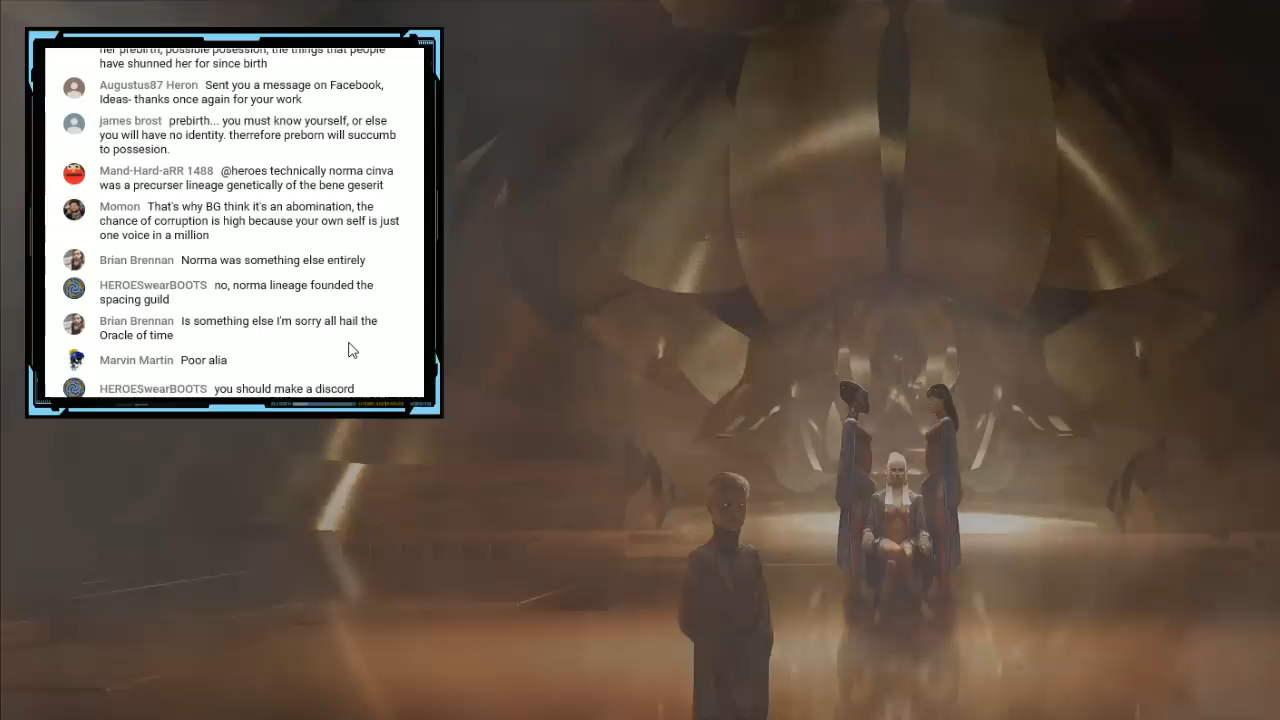 her prebirth, possible posession, the things that people
have shunned her for since birth
Augustus87 Heron Sent you a message on Facebook,
Ideas- thanks once again for your work
james brost prebirth... you must know yourself, or else
you will have no identity. therrefore preborn will succumb
to possesion.
Mand-Hard-aRR 1488 @heroes technically norma cinva
was a precurser lineage genetically of the bene geserit
Momon That's why BG think it's an abomination, the
chance of corruption is high because your own self is just
one voice in a million
Brian Brennan Norma was something else entirely
HEROESwearBOOTS no, norma lineage founded the
spacing guild
Brian Brennan Is something else I'm sorry all hail the
Oracle of time
Marvin Martin Poor alia
HEROESwearBOOTS you should make a discord